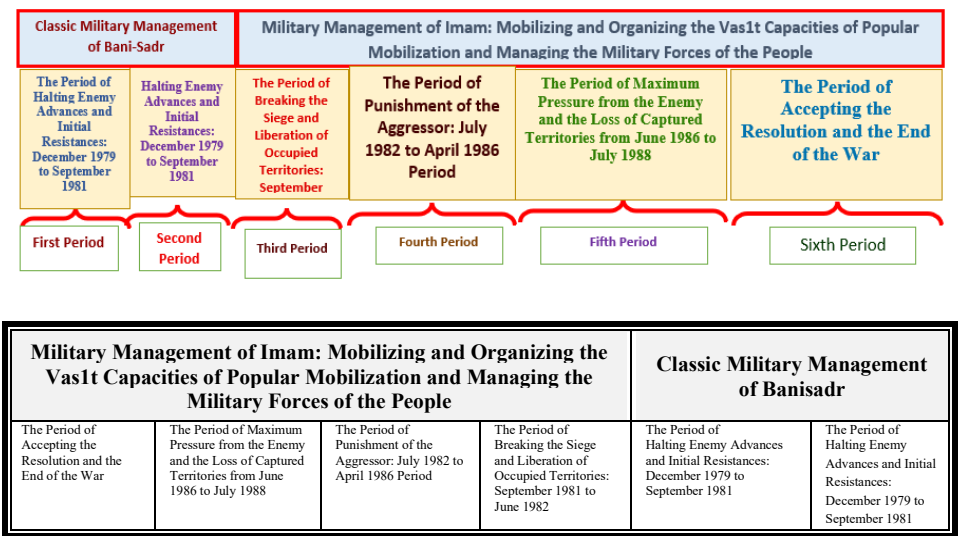 Classic Military Management
of Bani-Sadr
Military Management of Imam: Mobilizing and Organizing the Vas1t Capacities of Popular
Mobilization and Managing the Military Forces of the People
The Period of
Halting Enemy
Advances and
Initial
Resistances:
December 1979
to September
1981
Halting Enemy
Advances and
Initial
Resistances:
December 1979
to September
1981
The Period of
Breaking the
Siege and
Liberation of
Occupied
Territories:
September
The Period of
Punishment of the
Aggressor: July
1982 to April 1986
Period
The Period of Maximum
Pressure from the Enemy
and the Loss of Captured
Territories from June 1986 to
July 1988
The Period of
Accepting the
Resolution and the End
of the War
First Period
Second
Period
Third Period
Fourth Period
Fifth Period
Sixth Period
Military Management of Imam: Mobilizing and Organizing the
Vas1t Capacities of Popular Mobilization and Managing the
Military Forces of the People
Classic Military Management
of Banisadr
The Period of
Accepting the
Resolution and the
End of the War
The Period of Maximum
Pressure from the Enemy
and the Loss of Captured
Territories from June
1986 to July 1988
The Period of
Punishment of the
Aggressor: July 1982 to
April 1986 Period
The Period of
Breaking the Siege
and Liberation of
Occupied Territories:
September 1981 to
June 1982
The Period of
Halting Enemy Advances
and Initial Resistances:
December 1979 to
September 1981
The Period of
Halting Enemy
Advances and Initial
Resistances:
December 1979 to
September 1981